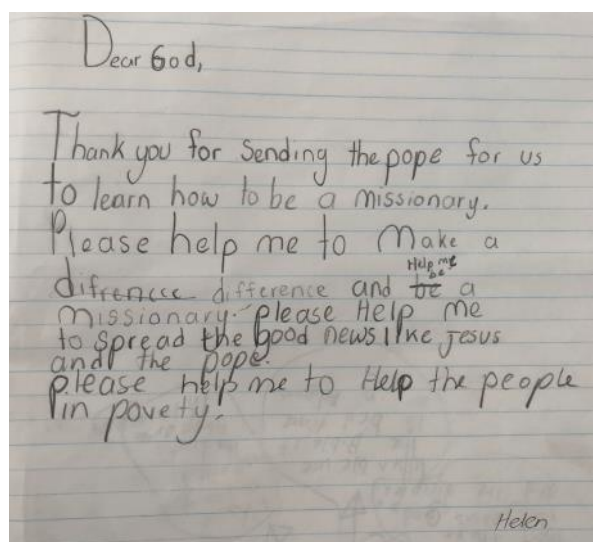 Dear God,
Thank you for Sending the pope for us
to learn how to be a missionary.
Please help me to Make a
difrencce difference and Help me be be a
missionary. please Help me
to spread the good news like jesus
and the pope.
please help me to Help the people
in povety.
Helen